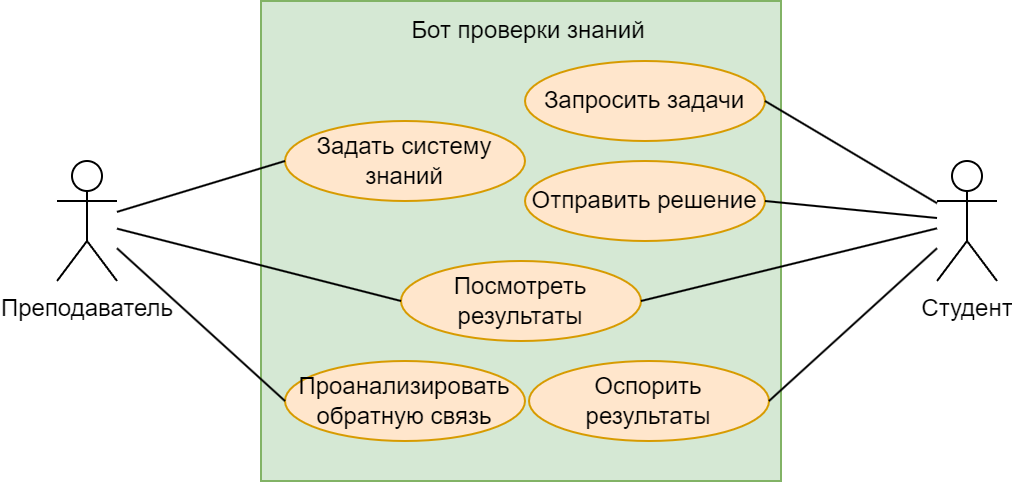 Бот проверки знаний
Запросить задачи
Задать систему
знаний
Отправить решение
Посмотреть
результаты
Преподаватель
Студент
Проанализировать
обратную связь
Оспорить
результаты